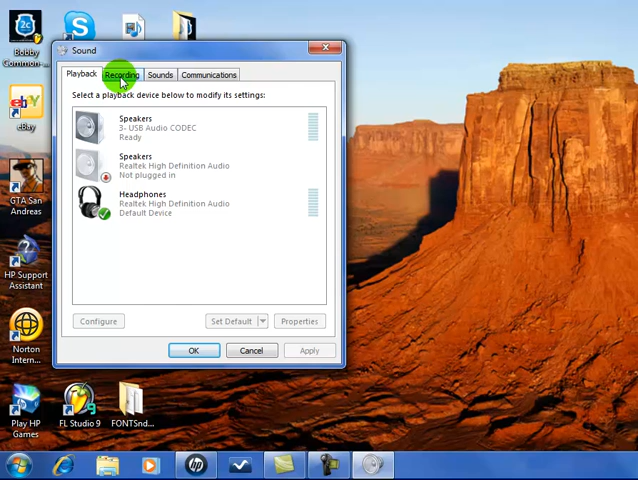 Sound
Playback Recording Sounds Communications
Select a playback device below to modify its settings:
Speakers
3- USB Audio CODEC
Ready
Speakers
Realtek High Definition Audio
Not plugged in
Headphones
Realtek High Definition Audio
Default Device
Configure Set Default Properties
OK Cancel Apply
2c
Bobby
Common-...
ebY
eBay
GTA San
Andreas
HP Support
Assistant
Norton
Intern...
Play HP
Games
FL Studio 9
FONTSnd...
hp